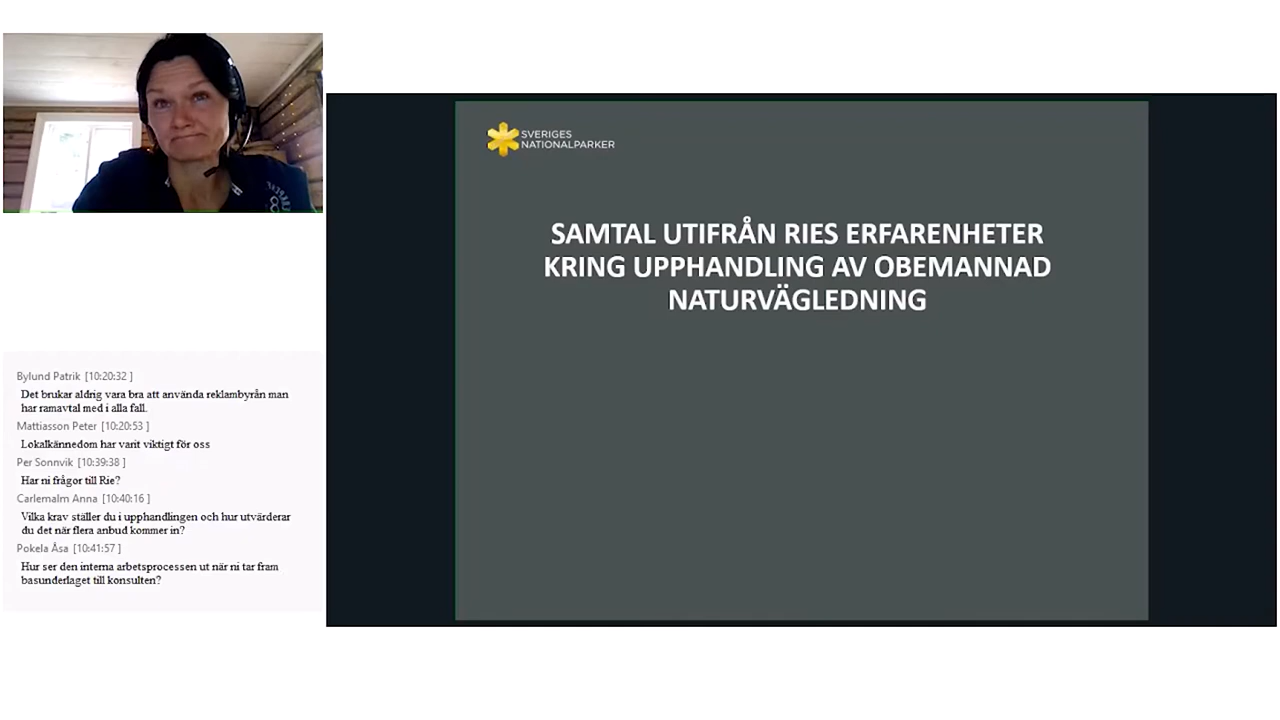 SVERIGES
NATIONALPARKER
SAMTAL UTIFRÅN RIES ERFARENHETER
KRING UPPHANDLING AV OBEMANNAD
NATURVÄGLEDNING
Bylund Patrik [10:20:32 ]
Det brukar aldrig vara bra att använda reklambyrån man
har ramavtal med i alla fall.
Mattiasson Peter [10:20:53 ]
Lokalkännedom har varit viktigt för oss
Per Sonnvik [10:39:38 ]
Har ni frågor till Rie?
Carlemalm Anna [10:40:16 ]
Vilka krav ställer du i upphandlingen och hur utvärderar
du det när flera anbud kommer in?
Pokela Åsa [10:41:57 ]
Hur ser den interna arbetsprocessen ut när ni tar fram
basunderlaget till konsulten?